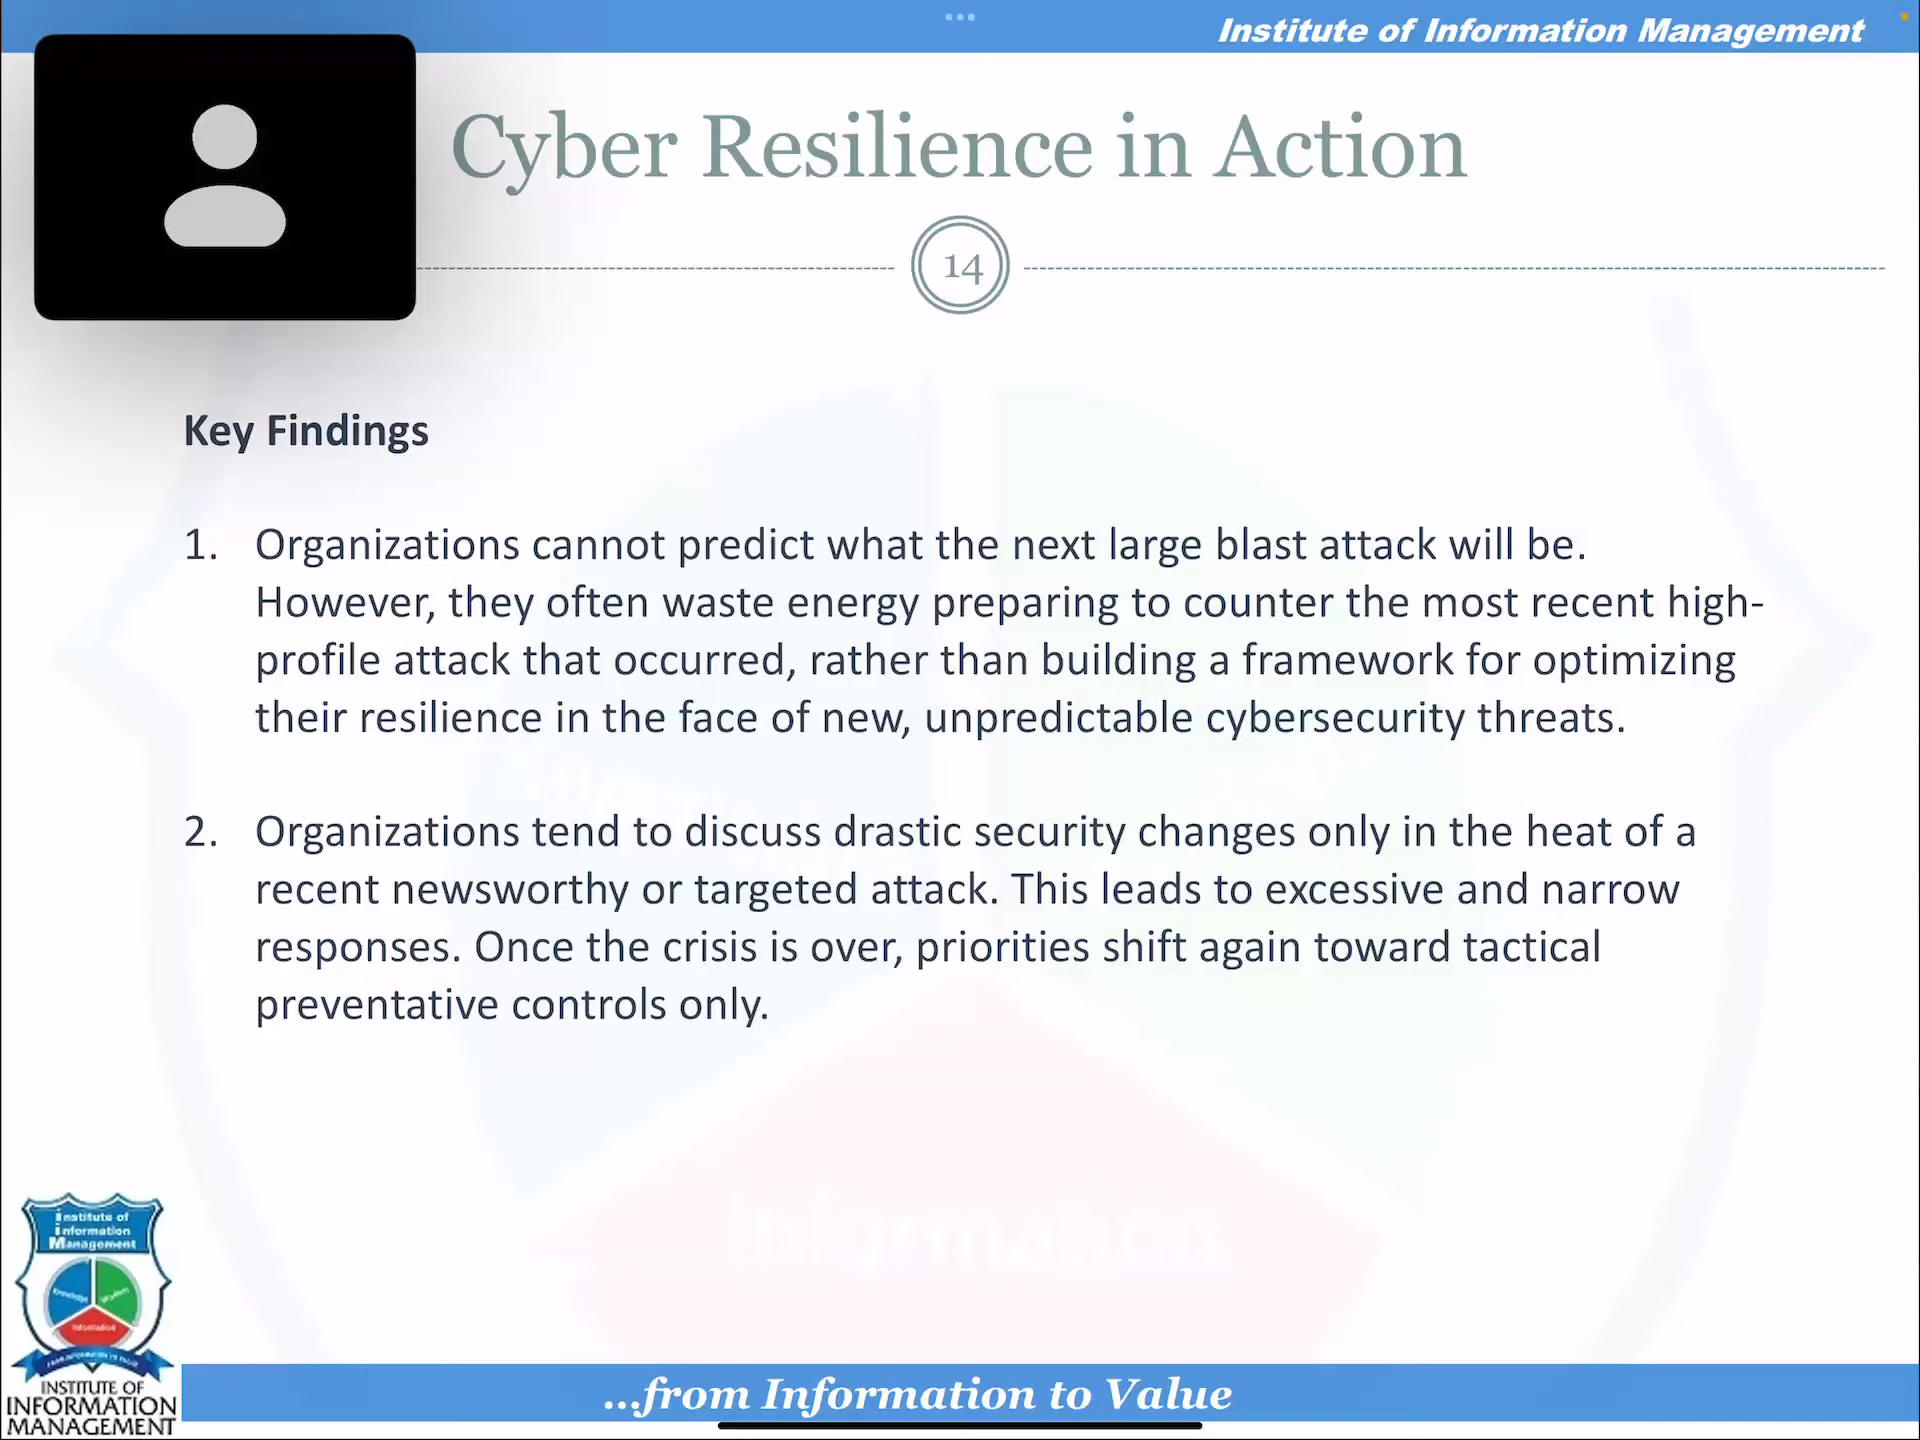 Institute of Information Management
Cyber Resilience in Action
14
Key Findings
1. Organizations cannot predict what the next large blast attack will be.
However, they often waste energy preparing to counter the most recent high-
profile attack that occurred, rather than building a framework for optimizing
their resilience in the face of new, unpredictable cybersecurity threats.
2. Organizations tend to discuss drastic security changes only in the heat of a
recent newsworthy or targeted attack. This leads to excessive and narrow
responses. Once the crisis is over, priorities shift again toward tactical
preventative controls only.
Information
Institute of
Information
Management
Knowledge
Information
INSTITUTE OF
INFORMATION
MANAGEMENT
...from Information to Value